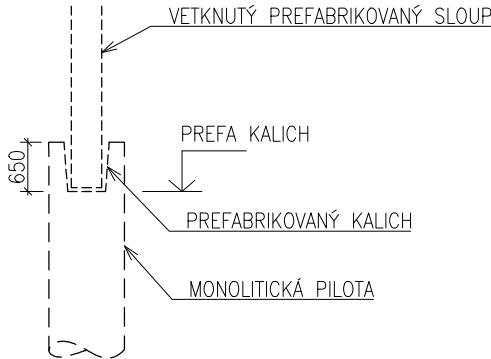 VETKNUTÝ PREFABRIKOVANÝ SLOUP
PREFA KALICH
650
PREFABRIKOVANÝ KALICH
MONOLITICKÁ PILOTA